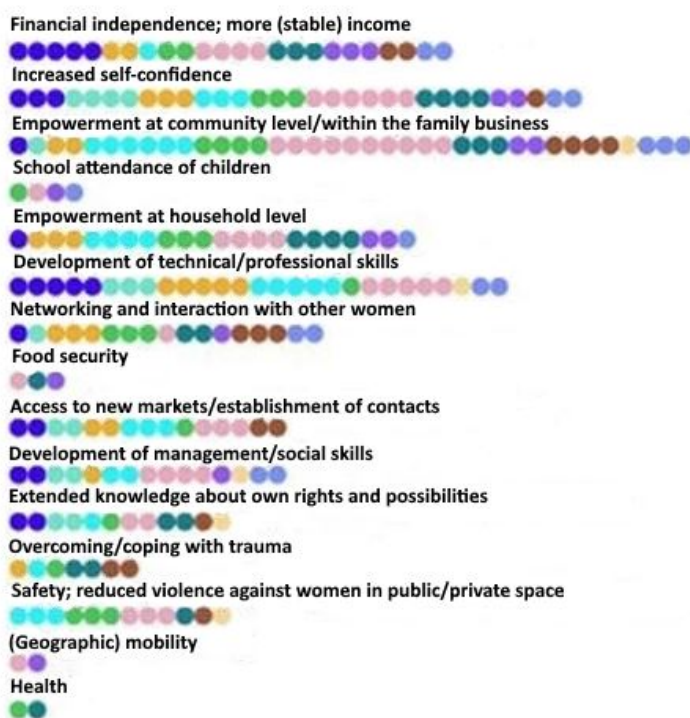 Financial independence; more (stable) income
Increased self-confidence
Empowerment at community level/within the family business
School attendance of children
Empowerment at household level
Development of technical/professional skills
Networking and interaction with other women
Food security
Access to new markets/establishment of contacts
Development of management/social skills
Extended knowledge about own rights and possibilities
Overcoming/coping with trauma
Safety; reduced violence against women in public/private space
(Geographic) mobility
Health